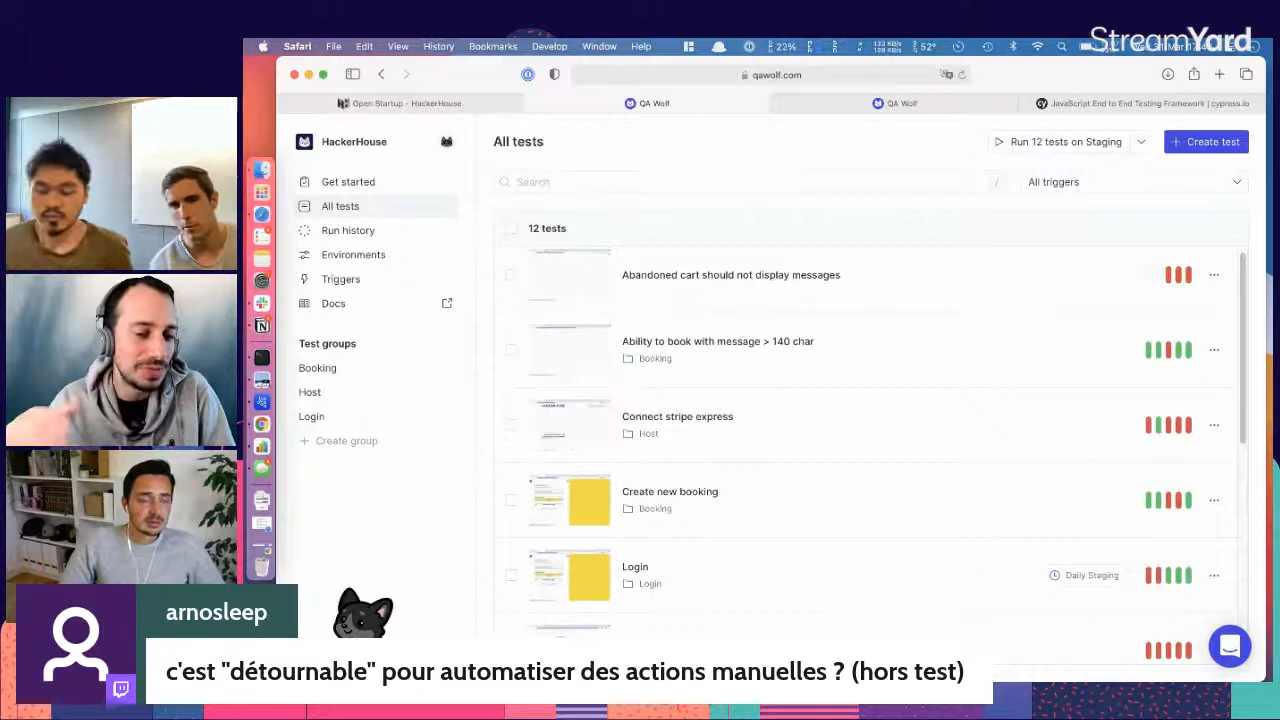 StreamYard
Safari File Edit View History Bookmarks Develop Window Help
22%
52°
qawolf.com
Open Startup - HackerHouse
QA Wolf
QA Wolf
JavaScript End to End Testing Framework | cypress.io
HackerHouse
Get started
All tests
Run history
Environments
Triggers
Docs
Test groups
Booking
Host
Login
Create group
All tests
Run 12 tests on Staging
Create test
Search
/
All triggers
12 tests
Abandoned cart should not display messages
Ability to book with message > 140 char
Booking
Connect stripe express
Host
Create new booking
Booking
Login
Login
Daily Staging
arnosleep
c'est "détournable" pour automatiser des actions manuelles ? (hors test)